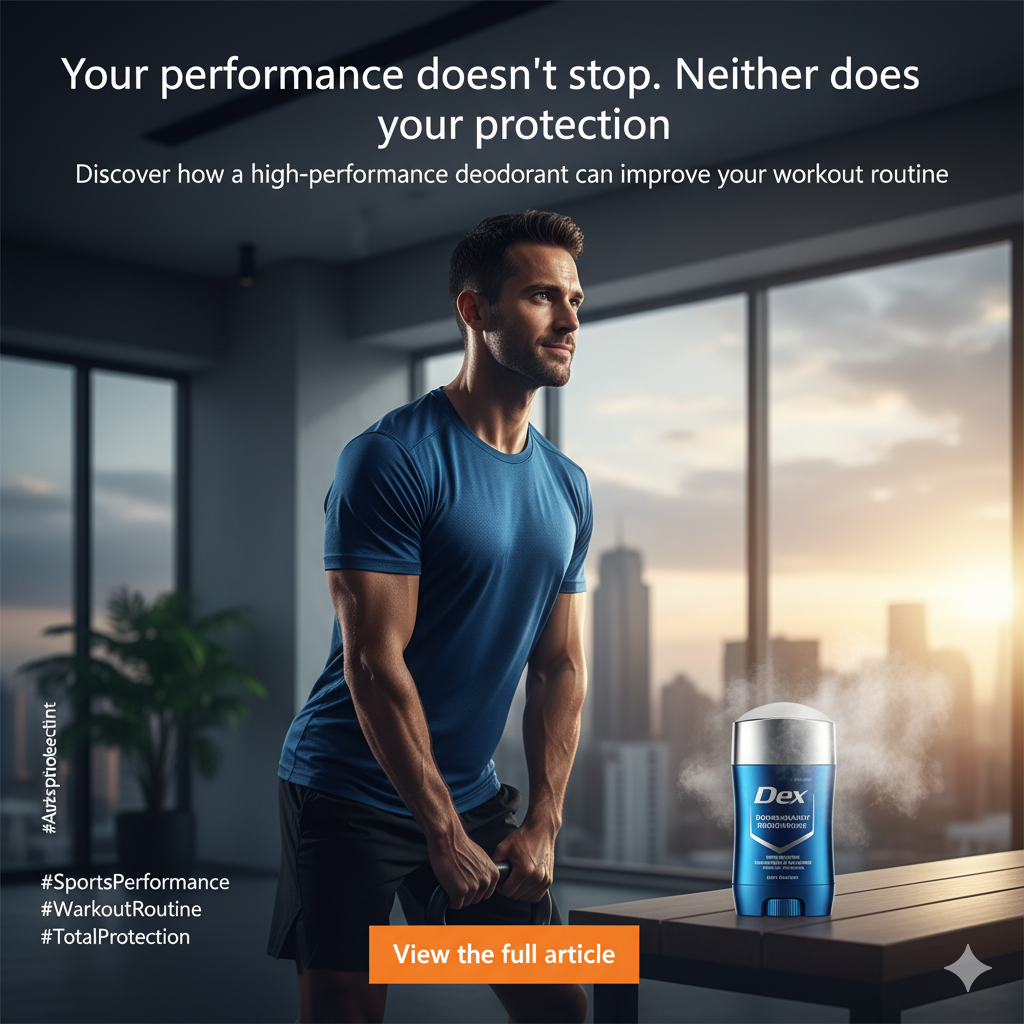 Your performance doesn't stop. Neither does
your protection
Discover how a high-performance deodorant can improve your workout routine
Dex
#SportsPerformance
#WarkoutRoutine
#TotalProtection
View the full article